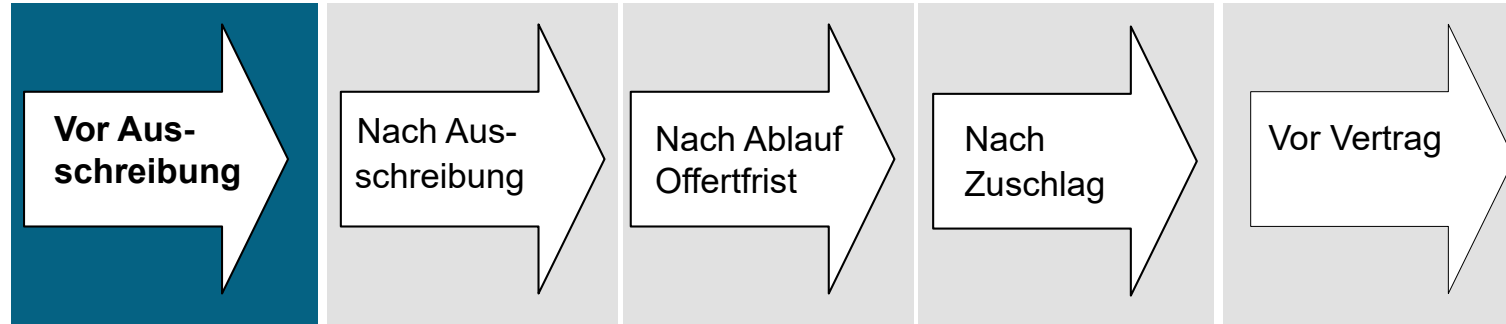 Vor Aus-
schreibung
Nach Aus-
schreibung
Nach Ablauf
Offertfrist
Nach
Zuschlag
Vor Vertrag